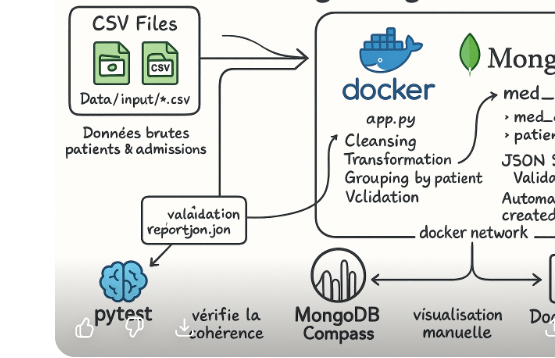 CSV Files
CSV
Data/input/*.csv
Données brutes
patients & admissions
docker
app.py
Cleansing
Transformation
Grouping by patient
Vclidation
Mong
med_
› med_
› patien
JSON S
Valida
Automa
created
docker network
valaidation
reportjon.jon
pytest
vérifie la
cohérence
MongoDB
Compass
visualisation
manuelle
Do